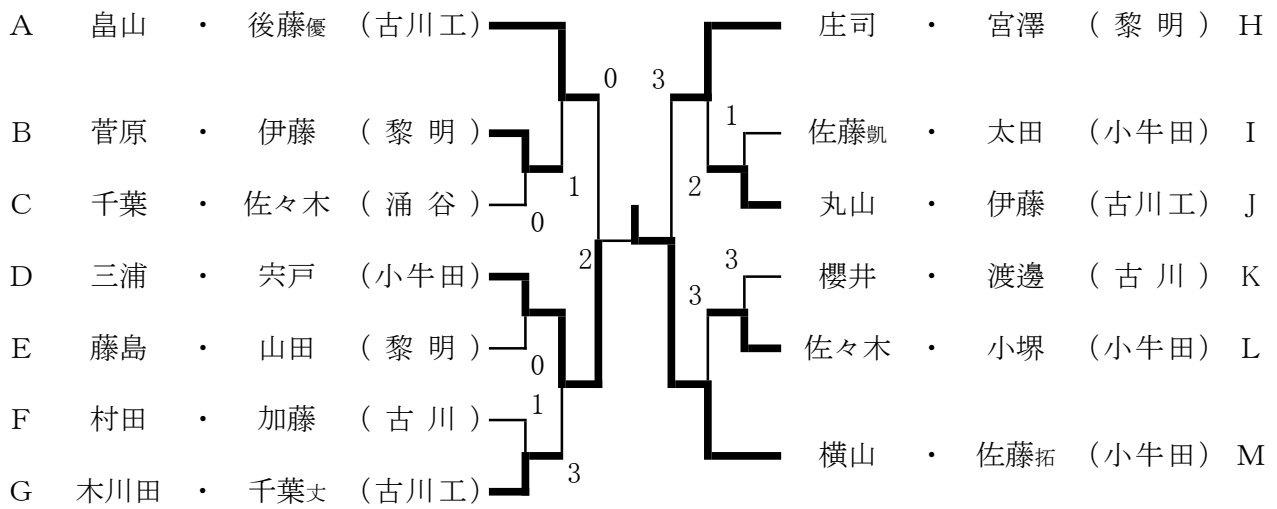 A 畠山 ・ 後藤優 (古川工)
B 菅原 ・ 伊藤 (黎明)
C 千葉 ・ 佐々木 (涌谷)
D 三浦 ・ 宍戸 (小牛田)
E 藤島 ・ 山田 (黎明)
F 村田 ・ 加藤 (古川)
G 木川田 ・ 千葉丈 (古川工)
0
1
0
2
0
1
3
3
1
2
3
3
庄司 ・ 宮澤 (黎明) H
佐藤凱 ・ 太田 (小牛田) I
丸山 ・ 伊藤 (古川工) J
櫻井 ・ 渡邊 (古川) K
佐々木 ・ 小堺 (小牛田) L
横山 ・ 佐藤拓 (小牛田) M